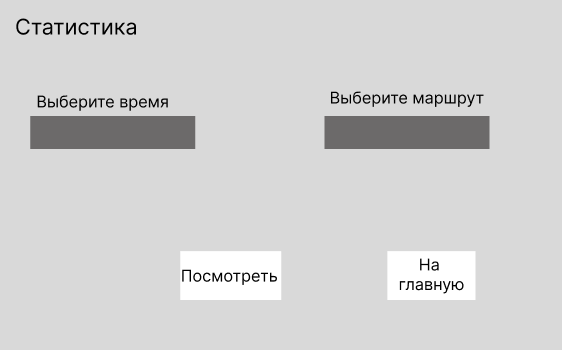 Статистика
Выберите время
Выберите маршрут
Посмотреть
На
главную